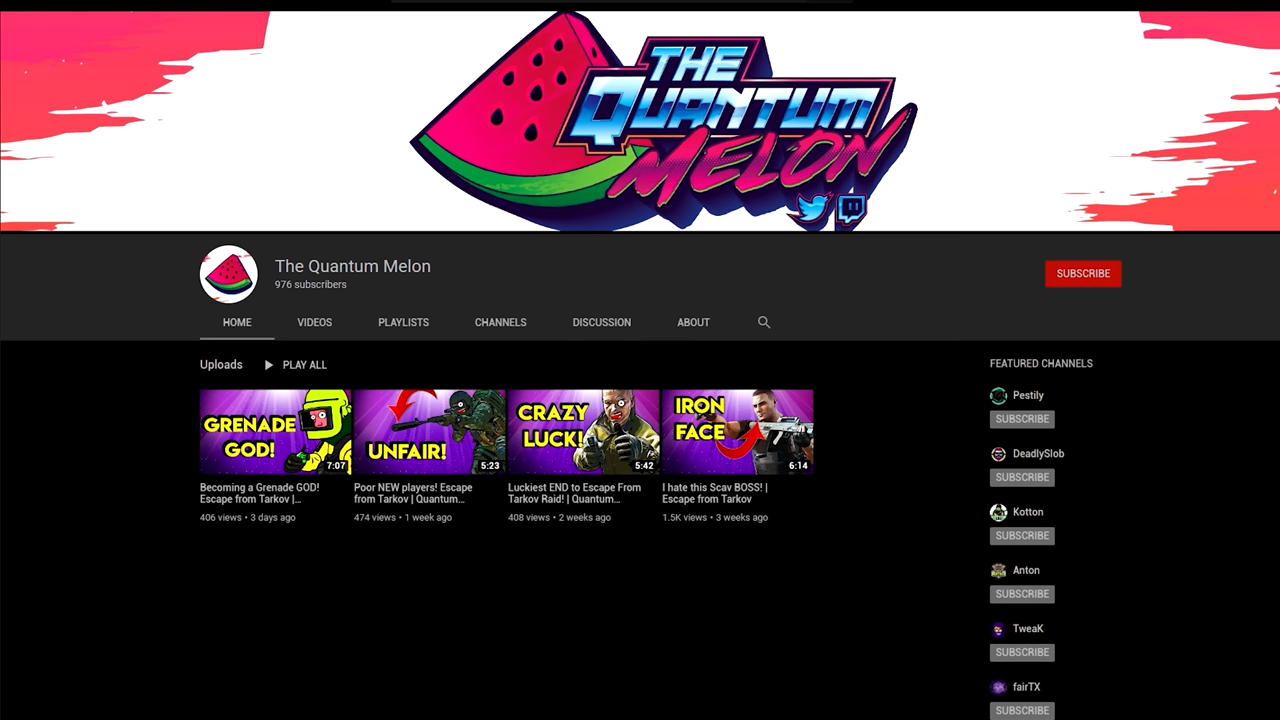 THE
QUANTUM
MELON
The Quantum Melon
976 subscribers
SUBSCRIBE
HOME VIDEOS PLAYLISTS CHANNELS DISCUSSION ABOUT
Uploads PLAY ALL
GRENADE
GOD!
7:07
Becoming a Grenade GOD!
Escape from Tarkov |...
406 views • 3 days ago
UNFAIR!
5:23
Poor NEW players! Escape
from Tarkov | Quantum...
474 views • 1 week ago
CRAZY
LUCK!
5:42
Luckiest END to Escape From
Tarkov Raid! | Quantum...
408 views • 2 weeks ago
IRON
FACE
6:14
I hate this Scav BOSS! |
Escape from Tarkov
1.5K views • 3 weeks ago
FEATURED CHANNELS
Pestily
SUBSCRIBE
DeadlySlob
SUBSCRIBE
Kotton
SUBSCRIBE
Anton
SUBSCRIBE
TweaK
SUBSCRIBE
fairTX
SUBSCRIBE